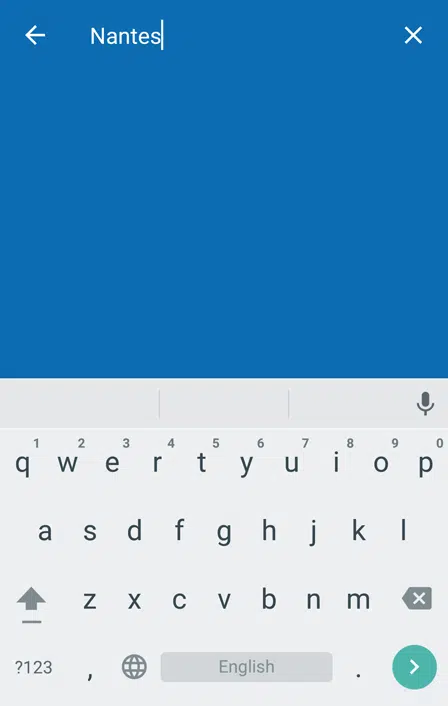 Nantes
1 2 3 4 5 6 7 8 9 0
q w e r t y u i o p
a s d f g h j k l
z x c v b n m
?123 , English .